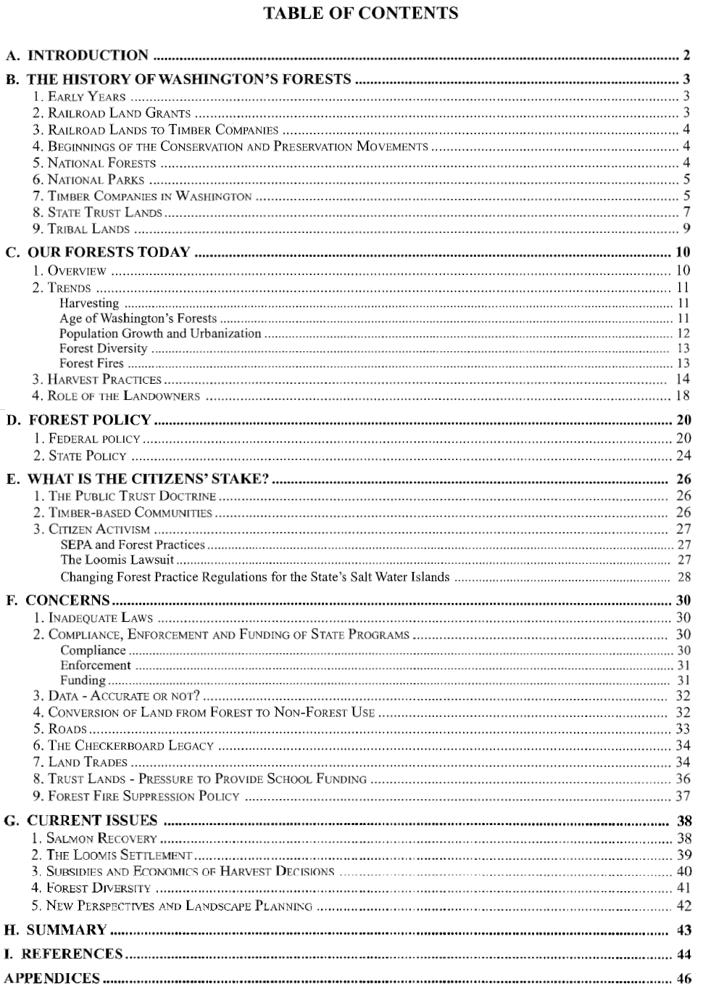 TABLE OF CONTENTS
A. INTRODUCTION 2
B. THE HISTORY OF WASHINGTON'S FORESTS 3
1. EARLY YEARS 3
2. RAILROAD LAND GRANTS 3
3. RAILROAD LANDS TO TIMBER COMPANIES 4
4. BEGINNINGS OF THE CONSERVATION AND PRESERVATION MOVEMENTS 4
5. NATIONAL FORESTS 4
6. NATIONAL PARKS 5
7. TIMBER COMPANIES IN WASHINGTON 5
8. STATE TRUST LANDS 7
9. TRIBAL LANDS 9
C. OUR FORESTS TODAY 10
1. OVERVIEW 10
2. TRENDS 11
Harvesting 11
Age of Washington's Forests 11
Population Growth and Urbanization 12
Forest Diversity 13
Forest Fires 13
3. HARVEST PRACTICES 14
4. ROLE OF THE LANDOWNERS 18
D. FOREST POLICY 20
1. FEDERAL POLICY 20
2. STATE POLICY 24
E. WHAT IS THE CITIZENS' STAKE? 26
1. THE PUBLIC TRUST DOCTRINE 26
2. TIMBER-BASED COMMUNITIES 26
3. CITIZEN ACTIVISM 27
SEPA and Forest Practices 27
The Loomis Lawsuit 27
Changing Forest Practice Regulations for the State's Salt Water Islands 28
F. CONCERNS 30
1. INADEQUATE LAWS 30
2. COMPLIANCE, ENFORCEMENT AND FUNDING OF STATE PROGRAMS 30
Compliance 30
Enforcement 31
Funding 31
3. DATA - ACCURATE OR NOT? 32
4. CONVERSION OF LAND FROM FOREST TO NON-FOREST USE 32
5. ROADS 33
6. THE CHECKERBOARD LEGACY 34
7. LAND TRADES 34
8. TRUST LANDS - PRESSURE TO PROVIDE SCHOOL FUNDING 36
9. FOREST FIRE SUPPRESSION POLICY 37
G. CURRENT ISSUES 38
1. SALMON RECOVERY 38
2. THE LOOMIS SETTLEMENT 39
3. SUBSIDIES AND ECONOMICS OF HARVEST DECISIONS 40
4. FOREST DIVERSITY 41
5. NEW PERSPECTIVES AND LANDSCAPE PLANNING 42
H. SUMMARY 43
I. REFERENCES 44
APPENDICES 46